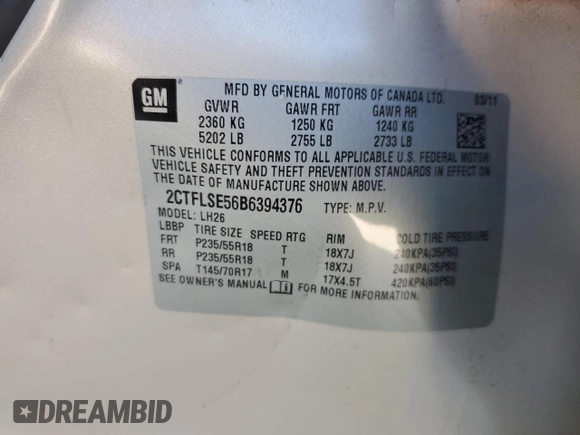 GM
MFD BY GENERAL MOTORS OF CANADA LTD. 03/11
GVWR GAWR FRT GAWR RR
2360 KG 1250 KG 1240 KG
5202 LB 2755 LB 2733 LB
THIS VEHICLE CONFORMS TO ALL APPLICABLE U.S. FEDERAL MOTOR
VEHICLE SAFETY AND THEFT PREVENTION STANDARDS IN EFFECT
ON THE DATE OF MANUFACTURE SHOWN ABOVE.
2CTFLSE56B6394376 TYPE: M.P.V.
MODEL: LH26
LBBP TIRE SIZE SPEED RTG RIM COLD TIRE PRESSURE
FRT P235/55R18 T 18X7J 240KPA(35PSI)
RR P235/55R18 T 18X7J 240KPA(35PSI)
SPA T145/70R17 M 17X4.5T 420KPA(60PSI)
SEE OWNER'S MANUAL FOR MORE INFORMATION.
DREAMBID